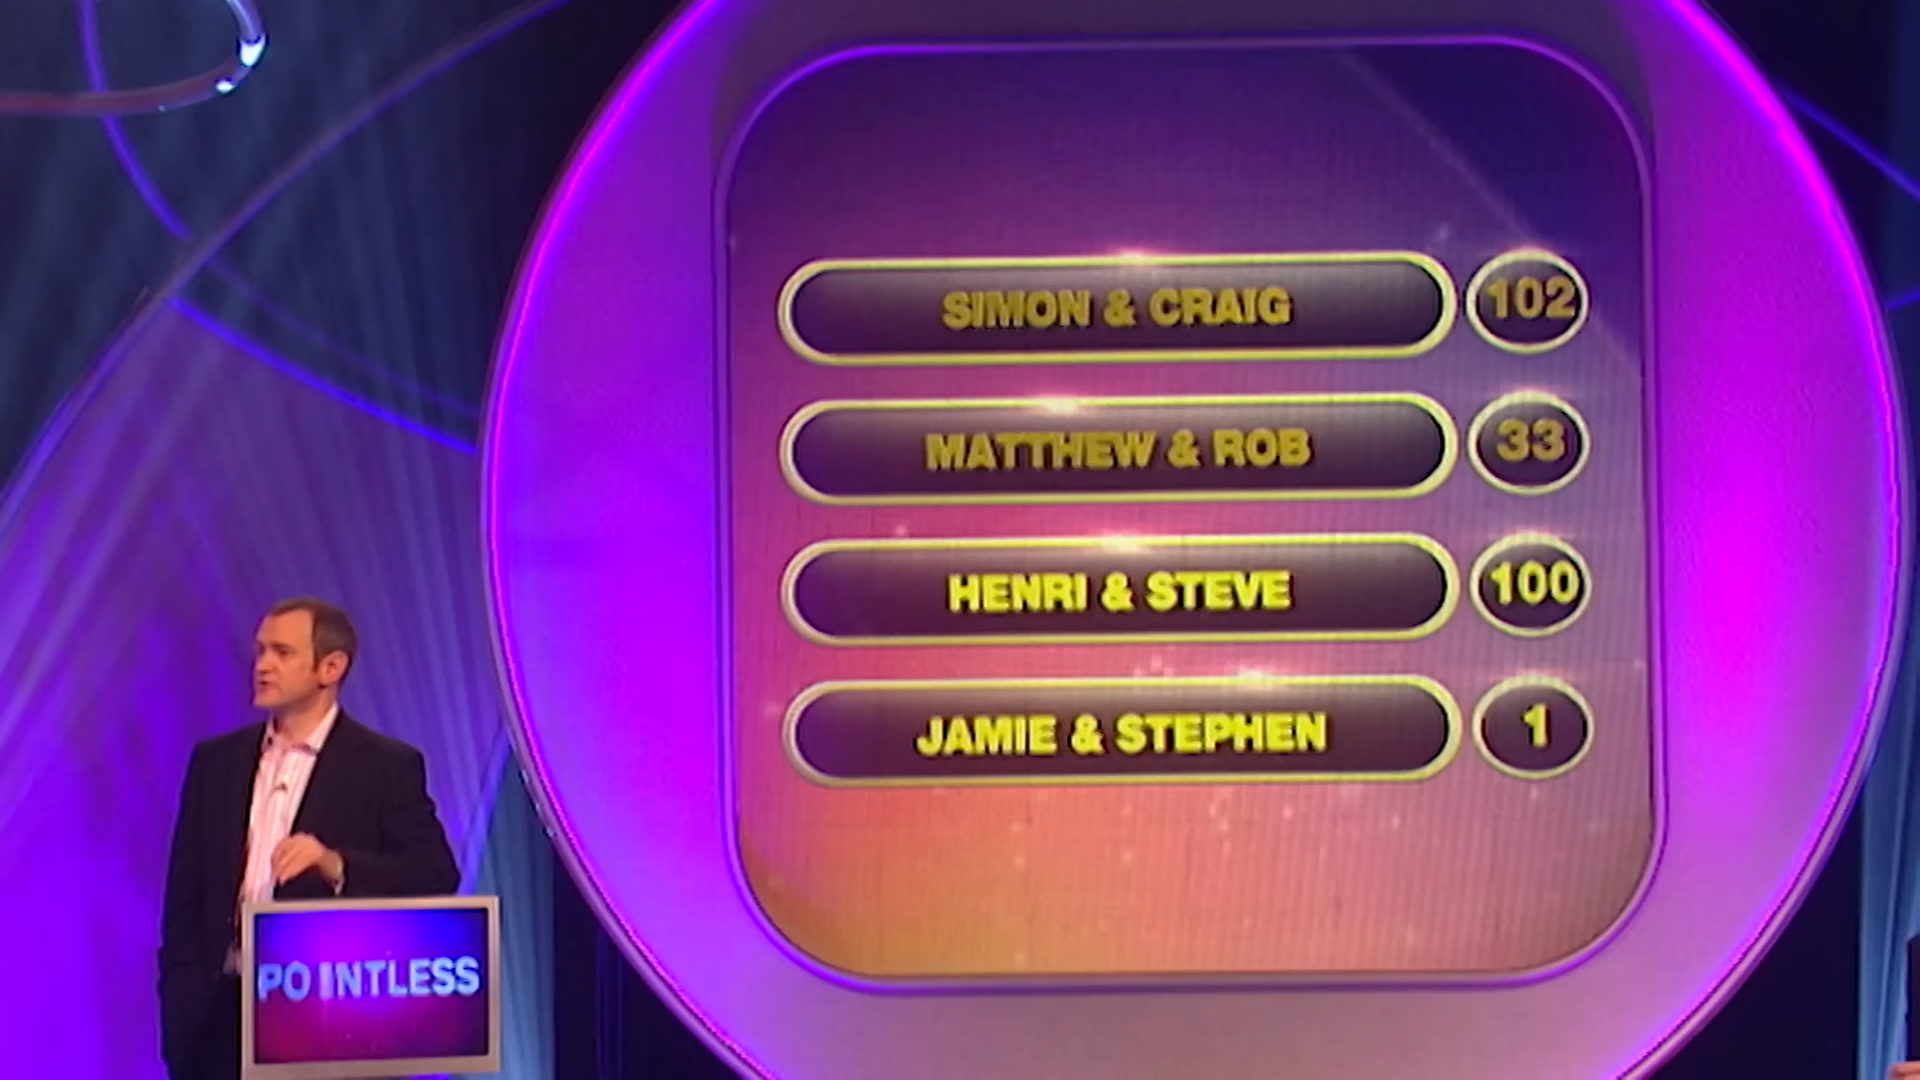 SIMON & CRAIG 102
MATTHEW & ROB 33
HENRI & STEVE 100
JAMIE & STEPHEN 1
POINTLESS